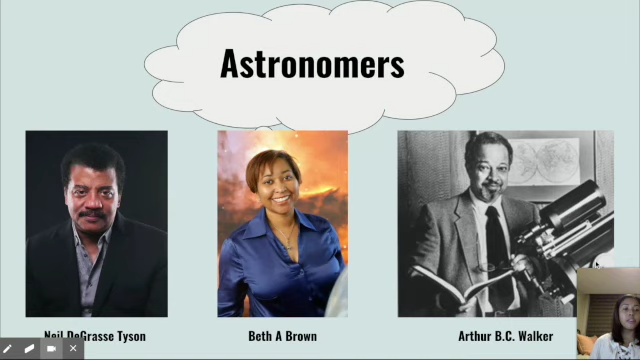 Astronomers
Neil DeGrasse Tyson
Beth A Brown
Arthur B.C. Walker